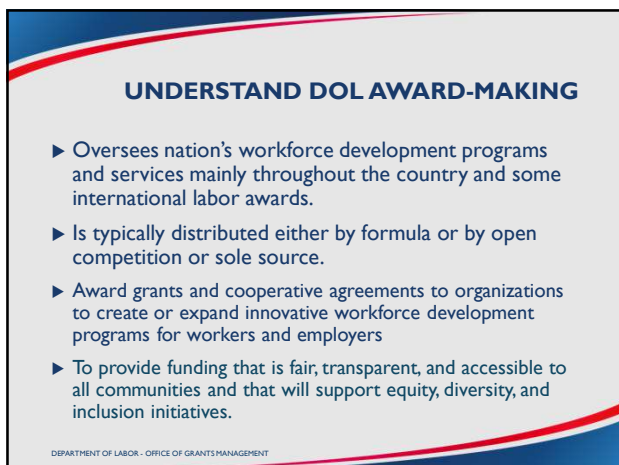 UNDERSTAND DOL AWARD-MAKING
▶ Oversees nation's workforce development programs
and services mainly throughout the country and some
international labor awards.
▶ Is typically distributed either by formula or by open
competition or sole source.
▶ Award grants and cooperative agreements to organizations
to create or expand innovative workforce development
programs for workers and employers
▶ To provide funding that is fair, transparent, and accessible to
all communities and that will support equity, diversity, and
inclusion initiatives.
DEPARTMENT OF LABOR - OFFICE OF GRANTS MANAGEMENT